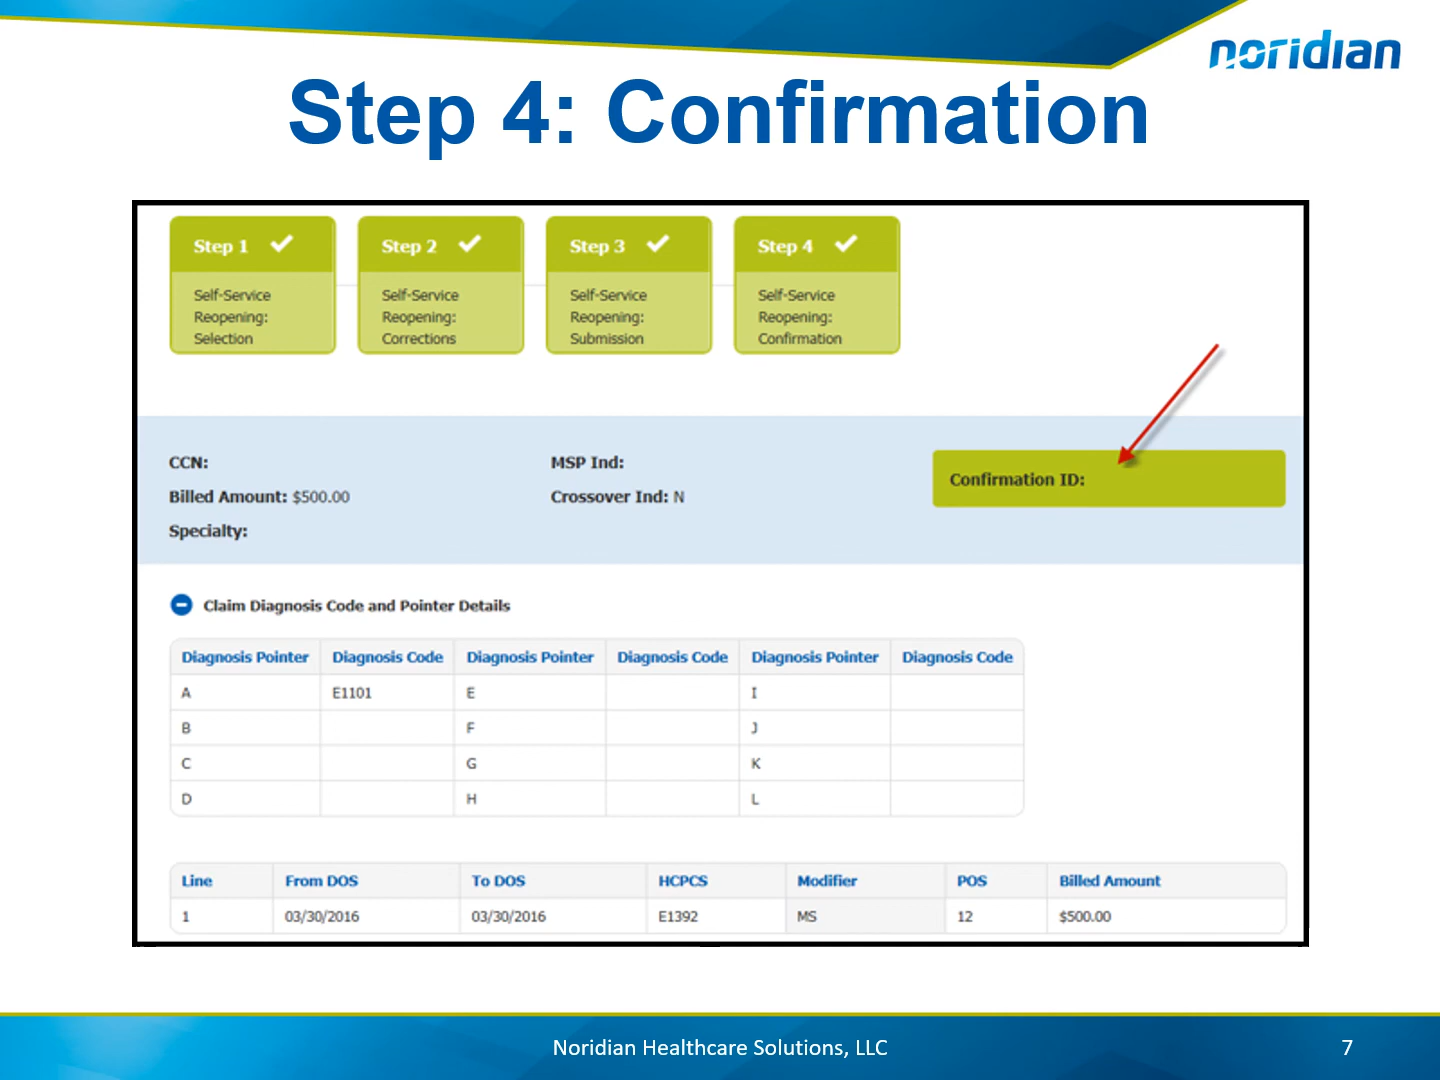 noridian
Step 4: Confirmation
Step 1
Self-Service
Reopening:
Selection
Step 2
Self-Service
Reopening:
Corrections
Step 3
Self-Service
Reopening:
Submission
Step 4
Self-Service
Reopening:
Confirmation
CCN:
Billed Amount: $500.00
Specialty:
MSP Ind:
Crossover Ind: N
Confirmation ID:
Claim Diagnosis Code and Pointer Details
Diagnosis Pointer Diagnosis Code Diagnosis Pointer Diagnosis Code Diagnosis Pointer Diagnosis Code
A E1101 E I
B F J
C G K
D H L
Line From DOS To DOS HCPCS Modifier POS Billed Amount
1 03/30/2016 03/30/2016 E1392 MS 12 $500.00
Noridian Healthcare Solutions, LLC
7